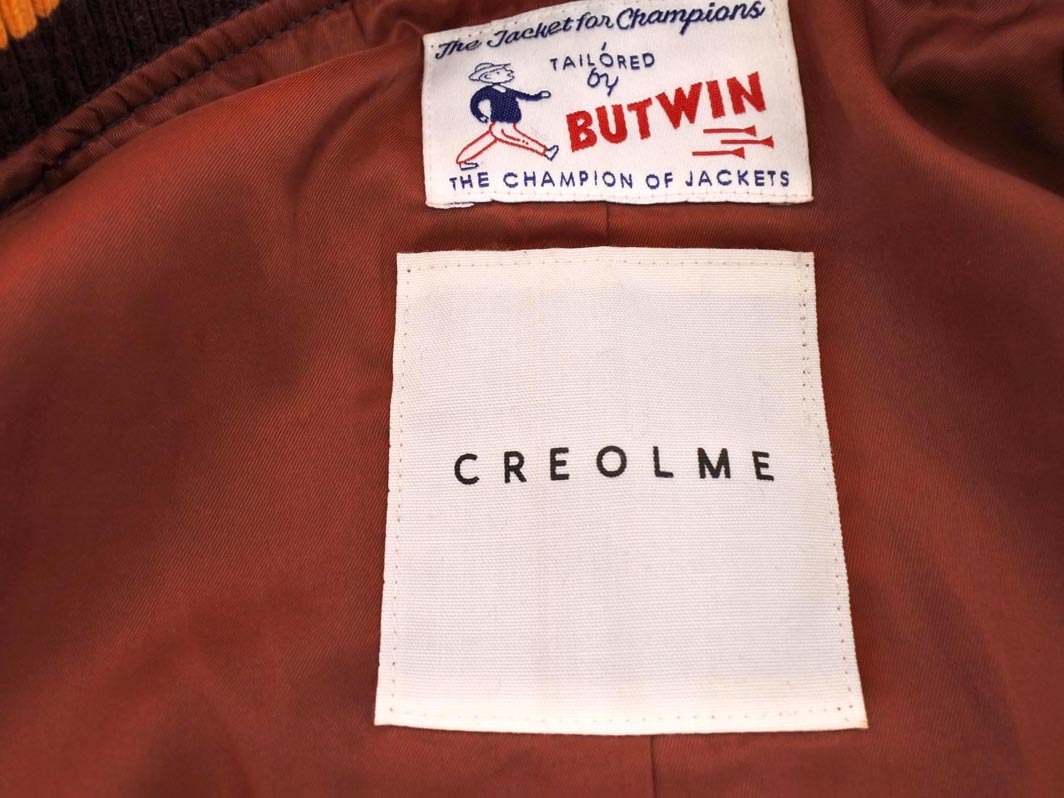 The Jacket for Champions
TAILORED
by
BUTWIN
THE CHAMPION OF JACKETS
CREOLME